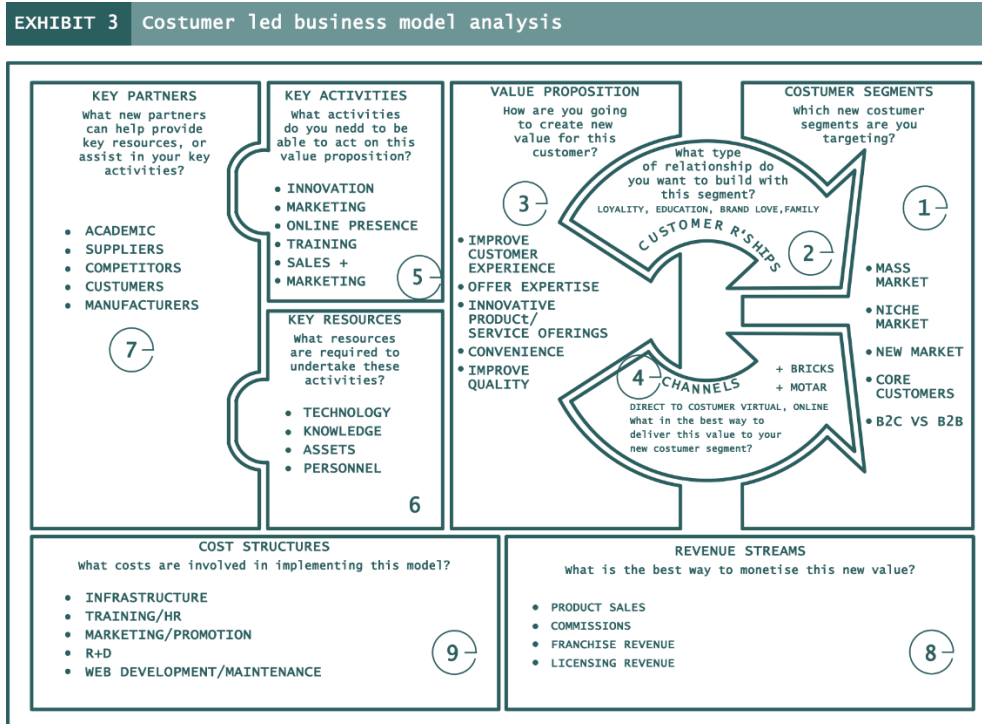 EXHIBIT 3 Costumer led business model analysis
KEY PARTNERS
What new partners
can help provide
key resources, or
assist in your key
activities?
• ACADEMIC
• SUPPLIERS
• COMPETITORS
• CUSTUMERS
• MANUFACTURERS
7
KEY ACTIVITIES
What activities
do you nedd to be
able to act on this
value proposition?
• INNOVATION
• MARKETING
• ONLINE PRESENCE
• TRAINING
• SALES +
• MARKETING
5
KEY RESOURCES
What resources
are required to
undertake these
activities?
• TECHNOLOGY
• KNOWLEDGE
• ASSETS
• PERSONNEL
6
VALUE PROPOSITION
How are you going
to create new
value for this
customer?
3
• IMPROVE
CUSTOMER
EXPERIENCE
• OFFER EXPERTISE
• INNOVATIVE
PRODUCT/
SERVICE OFERINGS
• CONVENIENCE
• IMPROVE
QUALITY
What type
of relationship do
you want to build with
this segment?
LOYALITY, EDUCATION, BRAND LOVE,FAMILY
CUSTOMER R'SHIPS
2
4
CHANNELS
+ BRICKS
+ MOTAR
DIRECT TO COSTUMER VIRTUAL, ONLINE
What in the best way to
deliver this value to your
new costumer segment?
COSTUMER SEGMENTS
Which new costumer
segments are you
targeting?
1
• MASS
MARKET
• NICHE
MARKET
• NEW MARKET
• CORE
CUSTOMERS
• B2C VS B2B
COST STRUCTURES
What costs are involved in implementing this model?
• INFRASTRUCTURE
• TRAINING/HR
• MARKETING/PROMOTION
• R+D
• WEB DEVELOPMENT/MAINTENANCE
9
REVENUE STREAMS
What is the best way to monetise this new value?
• PRODUCT SALES
• COMMISSIONS
• FRANCHISE REVENUE
• LICENSING REVENUE
8